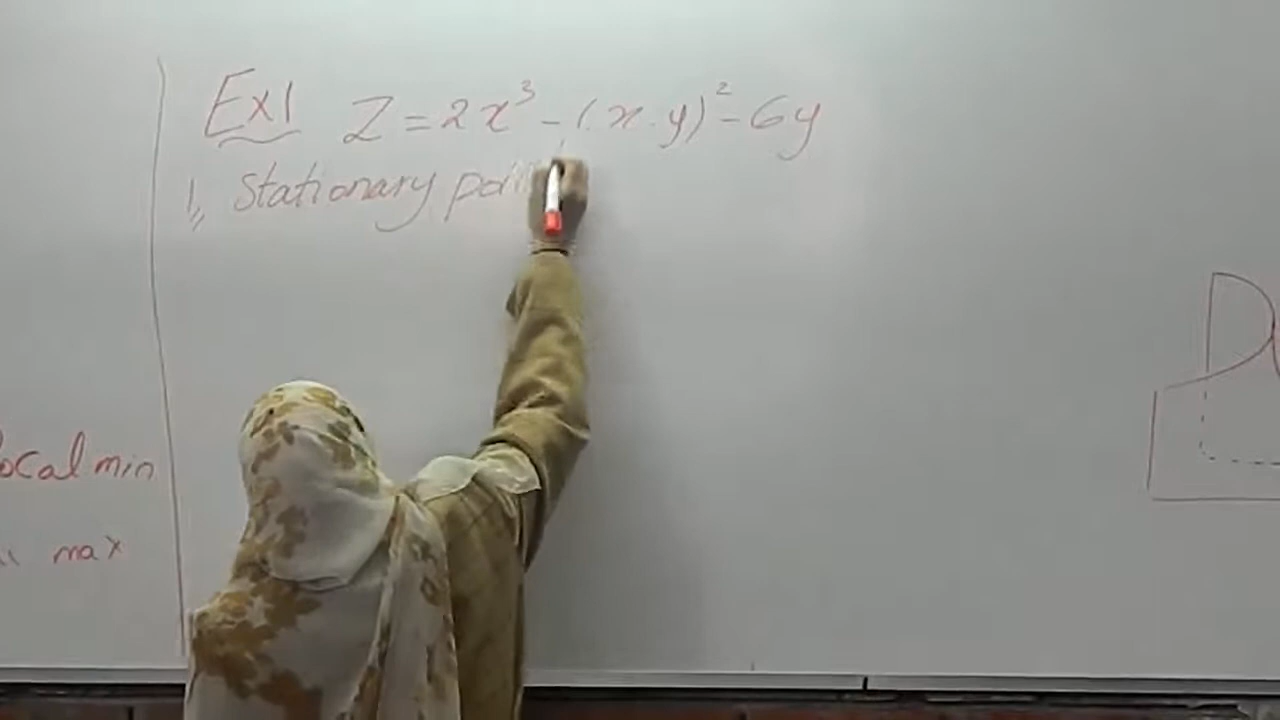 Ex1 Z = 2x³ - (x-y)² - 6y
1,, Stationary poi
local min
" max